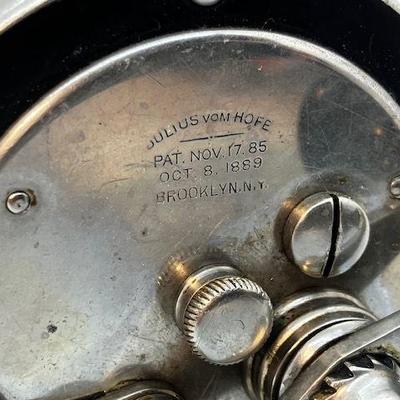 JULIUS VOM HOFE
PAT. NOV. 17. 85
OCT. 8. 1889
BROOKLYN. N.Y.